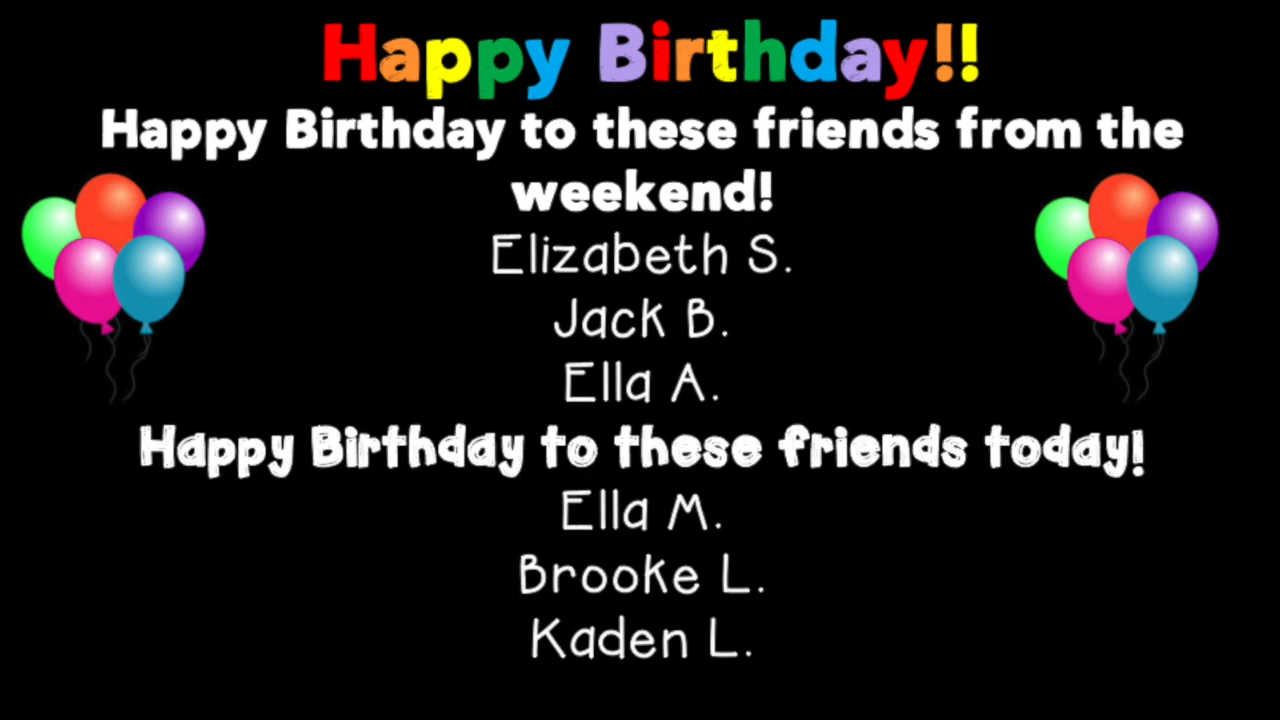 Happy Birthday!!
Happy Birthday to these friends from the
weekend!
Elizabeth S.
Jack B.
Ella A.
Happy Birthday to these friends today!
Ella M.
Brooke L.
Kaden L.